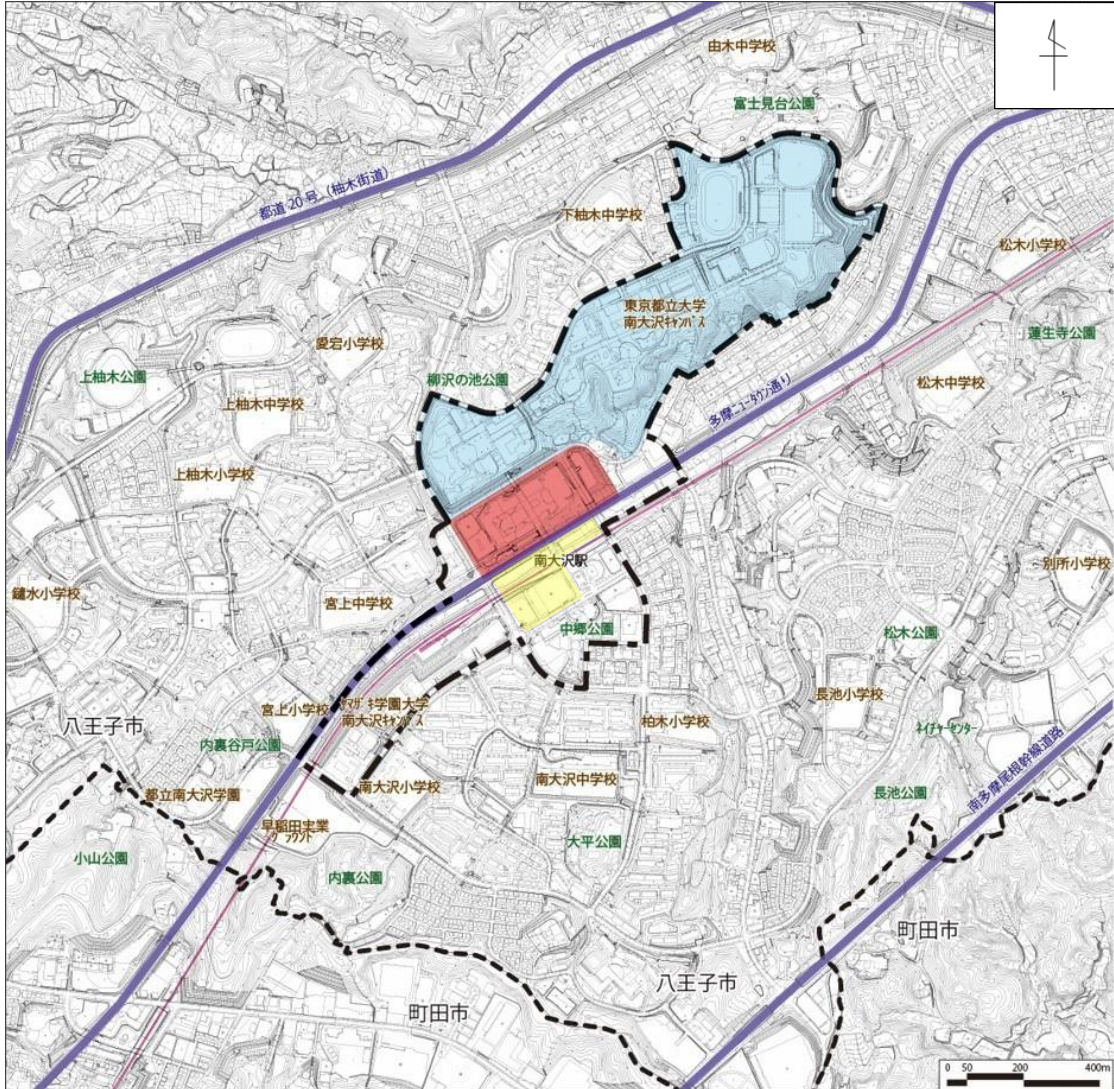 由木中学校
富士見台公園
都道20号（柚木街道）
下柚木中学校
松木小学校
東京都立大学
南大沢ｷｬﾝﾊﾟｽ
愛宕小学校
蓮生寺公園
上柚木公園
柳沢の池公園
松木中学校
上柚木中学校
多摩ﾆｭｰﾀｳﾝ通り
上柚木小学校
南大沢駅
別所小学校
鑓水小学校
宮上中学校
中郷公園
松木公園
長池小学校
宮上小学校
ﾔﾏｻﾞｷ学園大学
南大沢ｷｬﾝﾊﾟｽ
柏木小学校
八王子市
内裏谷戸公園
ﾈｲﾁｬｰｾﾝﾀｰ
南多摩尾根幹線道路
都立南大沢学園
南大沢小学校
南大沢中学校
長池公園
早稲田実業
ｸﾞﾗｳﾝﾄﾞ
大平公園
小山公園
内裏公園
町田市
八王子市
町田市
0 50 200 400m